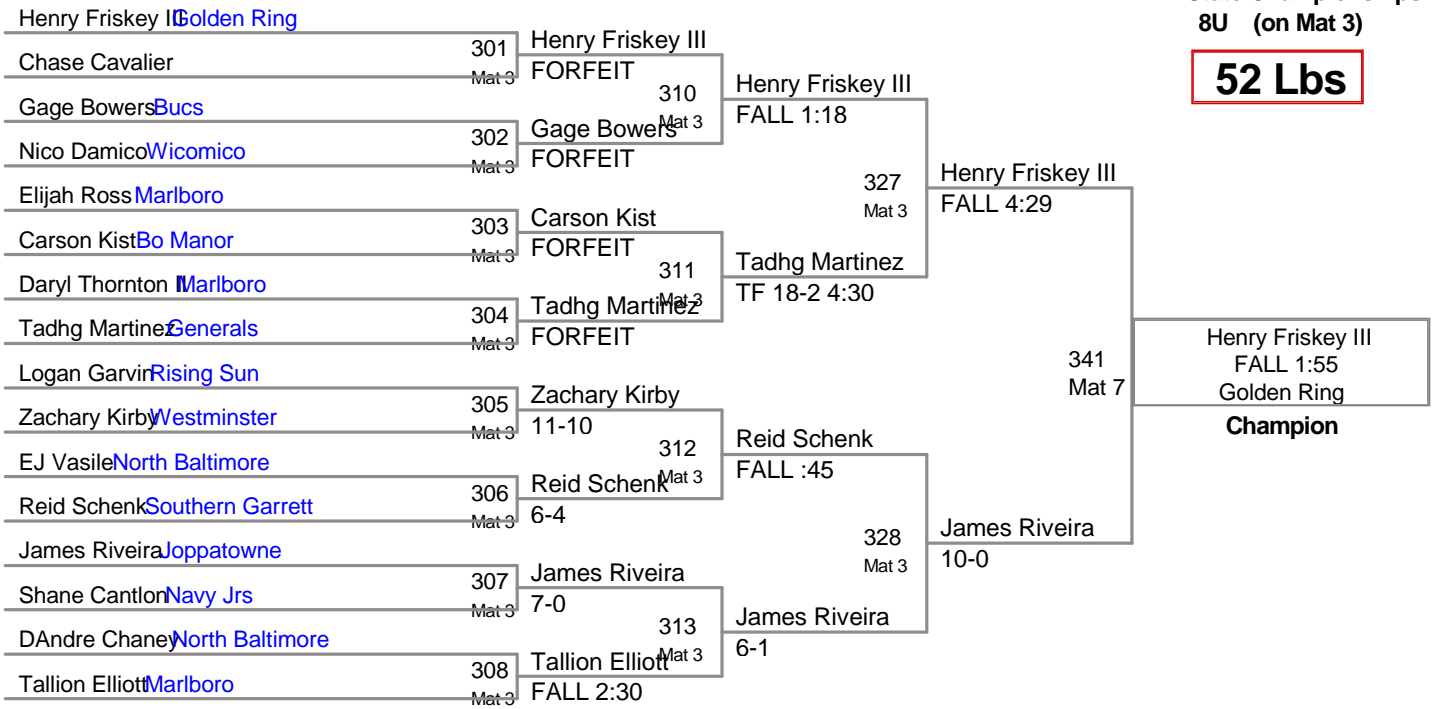 8U (on Mat 3)
52 Lbs
Henry Friskey III Golden Ring
Chase Cavalier
Gage Bowers Bucs
Nico Damico Wicomico
Elijah Ross Marlboro
Carson Kist Bo Manor
Daryl Thornton II Marlboro
Tadhg Martinez Generals
Logan Garvin Rising Sun
Zachary Kirby Westminster
EJ Vasile North Baltimore
Reid Schenk Southern Garrett
James Riveira Joppatowne
Shane Cantlon Navy Jrs
DAndre Chaney North Baltimore
Tallion Elliott Marlboro
301
Mat 3
Henry Friskey III
FORFEIT
302
Mat 3
Gage Bowers
FORFEIT
303
Mat 3
Carson Kist
FORFEIT
304
Mat 3
Tadhg Martinez
FORFEIT
305
Mat 3
Zachary Kirby
11-10
306
Mat 3
Reid Schenk
6-4
307
Mat 3
James Riveira
7-0
308
Mat 3
Tallion Elliott
FALL 2:30
310
Mat 3
Henry Friskey III
FALL 1:18
311
Mat 3
Tadhg Martinez
TF 18-2 4:30
312
Mat 3
Reid Schenk
FALL :45
313
Mat 3
James Riveira
6-1
327
Mat 3
Henry Friskey III
FALL 4:29
328
Mat 3
James Riveira
10-0
341
Mat 7
Henry Friskey III
FALL 1:55
Golden Ring
Champion